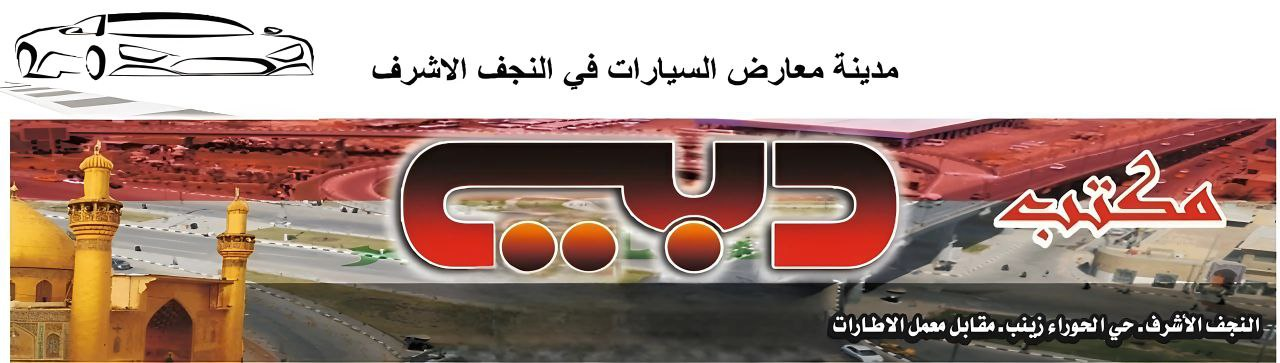 مدينة معارض السيارات في النجف الاشرف
مكتب دبي
النجف الأشرف ـ حي الحوراء زينب ـ مقابل معمل الاطارات